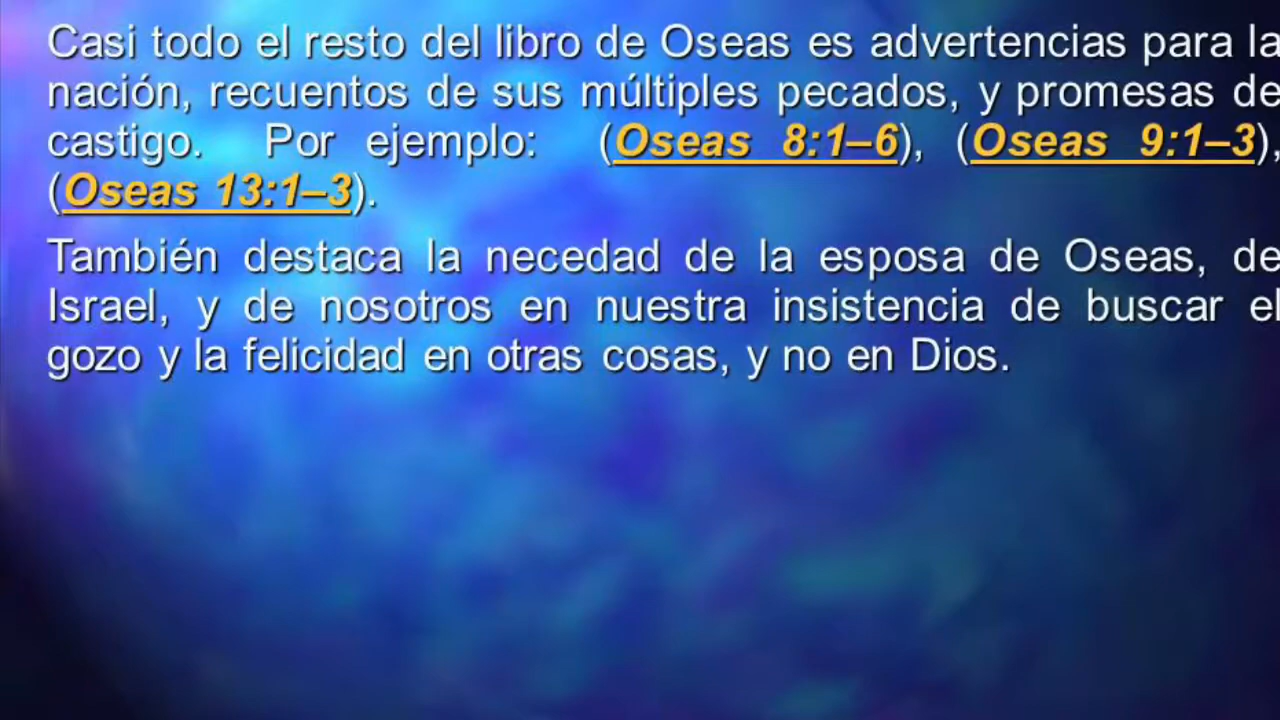 Casi todo el resto del libro de Oseas es advertencias para la
nación, recuentos de sus múltiples pecados, y promesas de
castigo. Por ejemplo: (Oseas 8:1–6), (Oseas 9:1–3),
(Oseas 13:1–3).
También destaca la necedad de la esposa de Oseas, de
Israel, y de nosotros en nuestra insistencia de buscar el
gozo y la felicidad en otras cosas, y no en Dios.